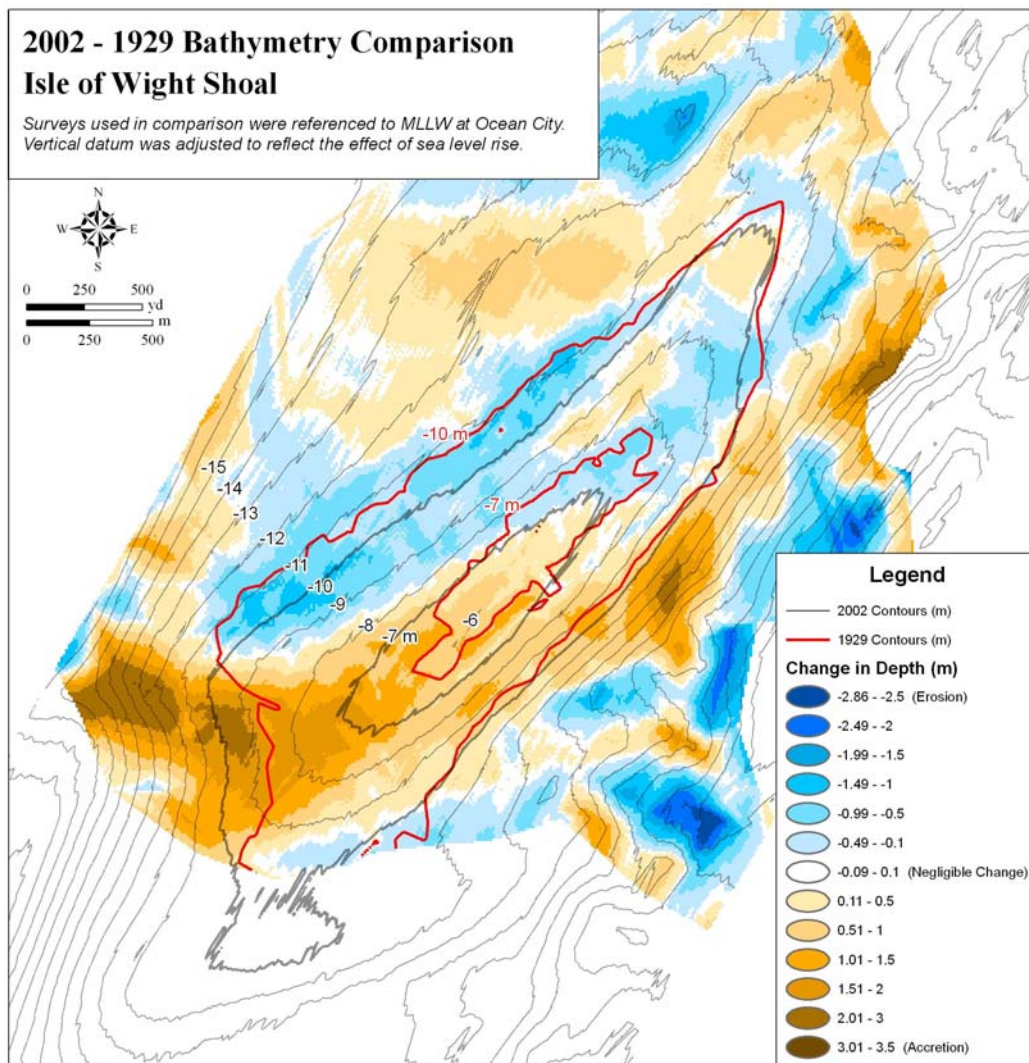 2002 - 1929 Bathymetry Comparison
Isle of Wight Shoal
Surveys used in comparison were referenced to MLLW at Ocean City.
Vertical datum was adjusted to reflect the effect of sea level rise.
N
W E
S
0 250 500
yd
m
0 250 500
-10 m
-15
-14
-13
-12
-11
-10
-9
-8
-7 m
-7 m
-6
Legend
2002 Contours (m)
1929 Contours (m)
Change in Depth (m)
-2.86 - -2.5 (Erosion)
-2.49 - -2
-1.99 - -1.5
-1.49 - -1
-0.99 - -0.5
-0.49 - -0.1
-0.09 - 0.1 (Negligible Change)
0.11 - 0.5
0.51 - 1
1.01 - 1.5
1.51 - 2
2.01 - 3
3.01 - 3.5 (Accretion)